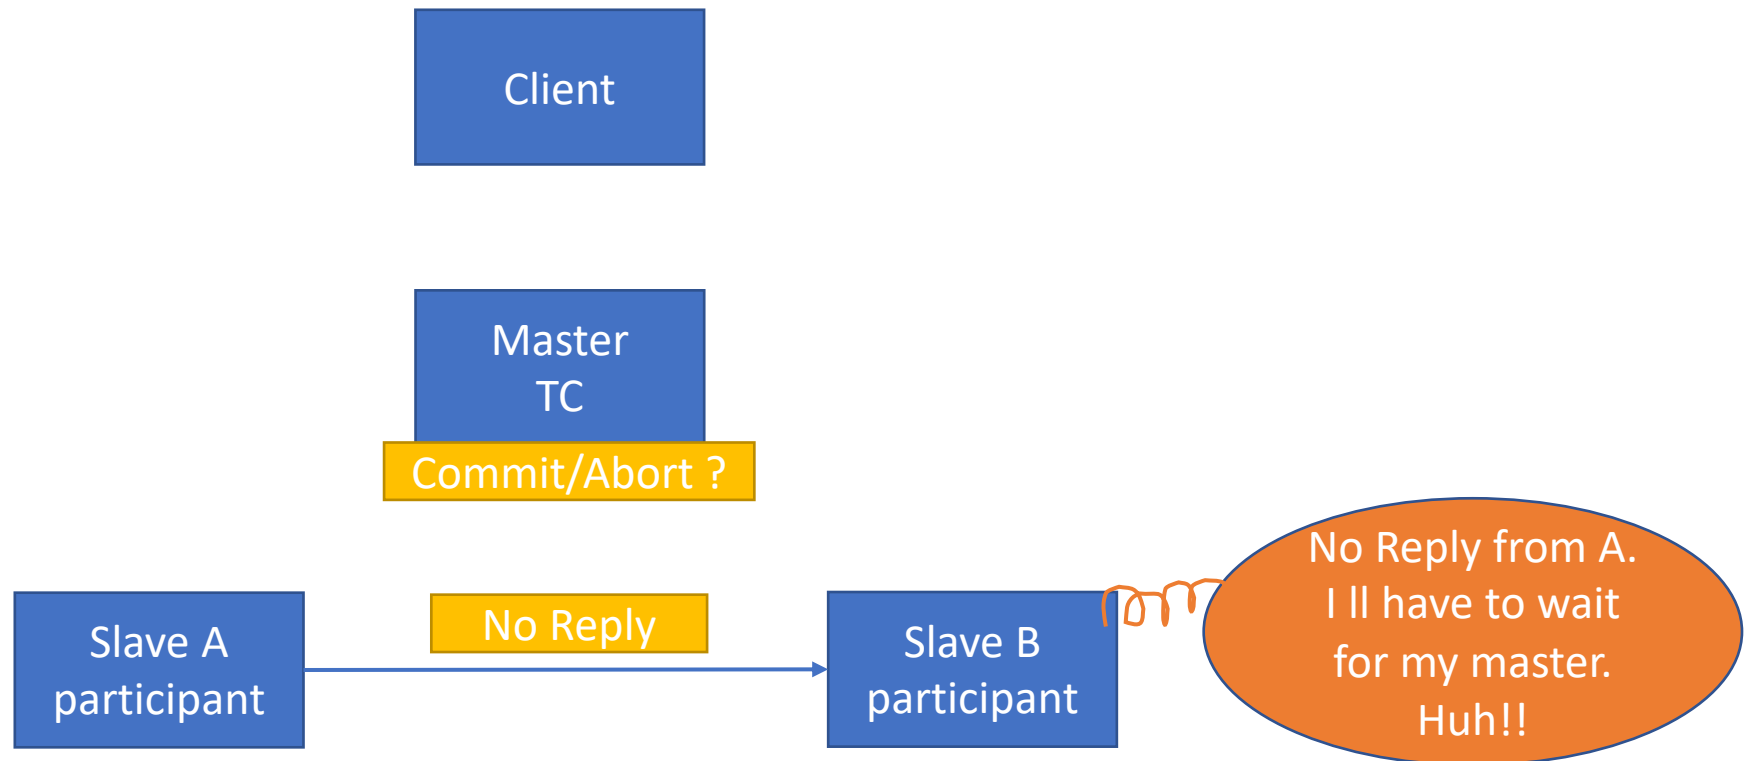 Client
Master
TC
Commit/Abort ?
No Reply from A.
I ll have to wait
for my master.
Huh!!
No Reply
Slave A
participant
Slave B
participant